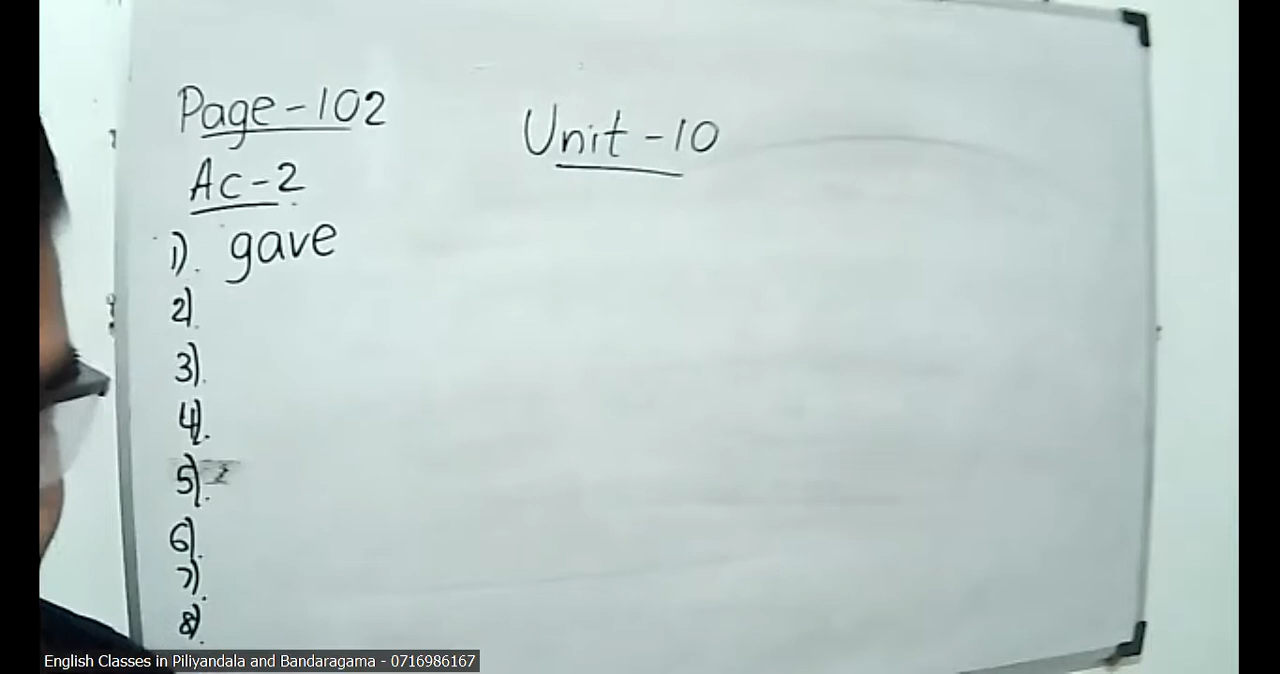 Page-102
Unit-10
Ac-2
1). gave
2).
3).
4).
5).
6).
7).
8).
English Classes in Piliyandala and Bandaragama - 0716986167